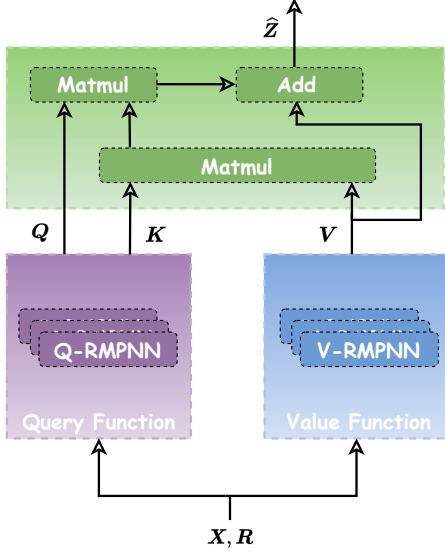 Ẑ
Matmul
Add
Matmul
Q
K
V
Q-RMPNN
V-RMPNN
Query Function
Value Function
X, R